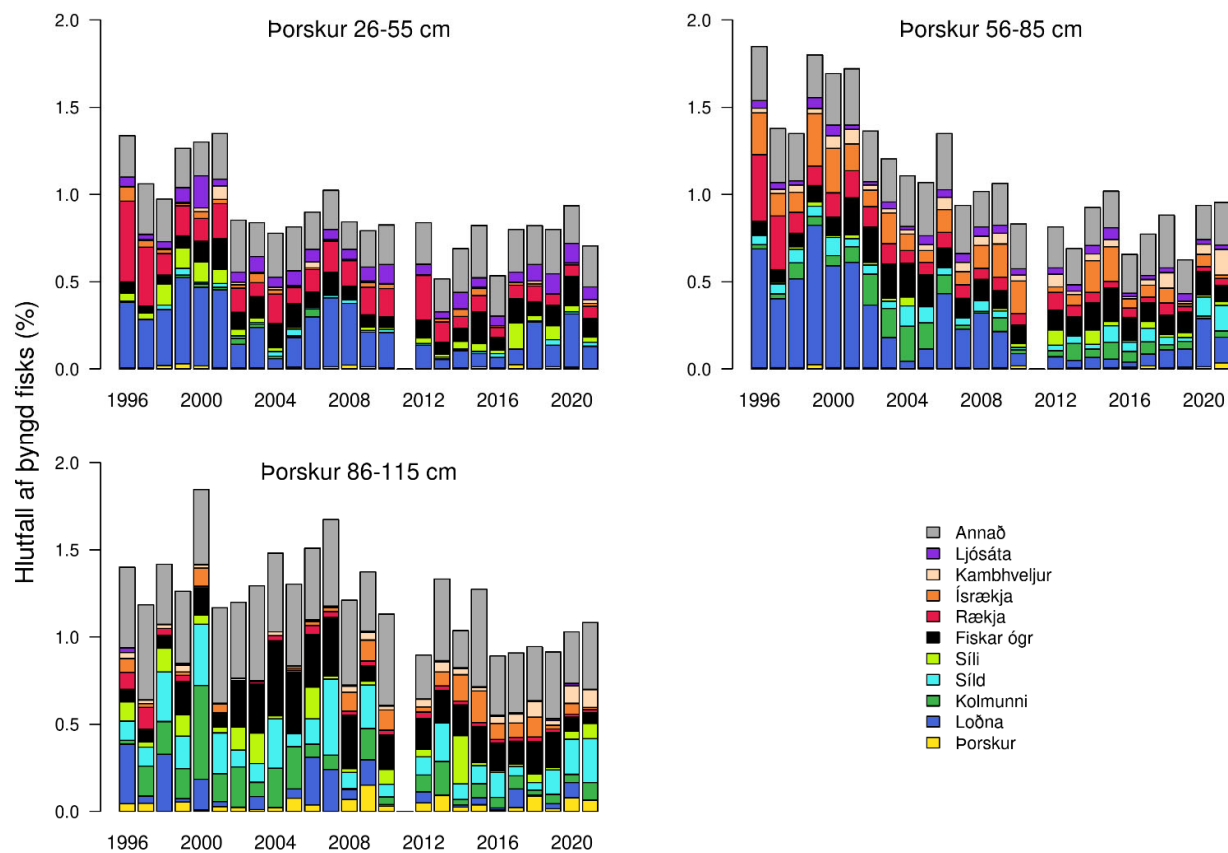 Þorskur 26-55 cm
2.0
1.5
1.0
0.5
0.0
1996 2000 2004 2008 2012 2016 2020
Þorskur 56-85 cm
2.0
1.5
1.0
0.5
0.0
1996 2000 2004 2008 2012 2016 2020
Hlutfall af þyngd fisks (%)
Þorskur 86-115 cm
2.0
1.5
1.0
0.5
0.0
1996 2000 2004 2008 2012 2016 2020
Annað
Ljósáta
Kambhveljur
Ísrækja
Rækja
Fiskar ógr
Síli
Síld
Kolmunni
Loðna
Þorskur